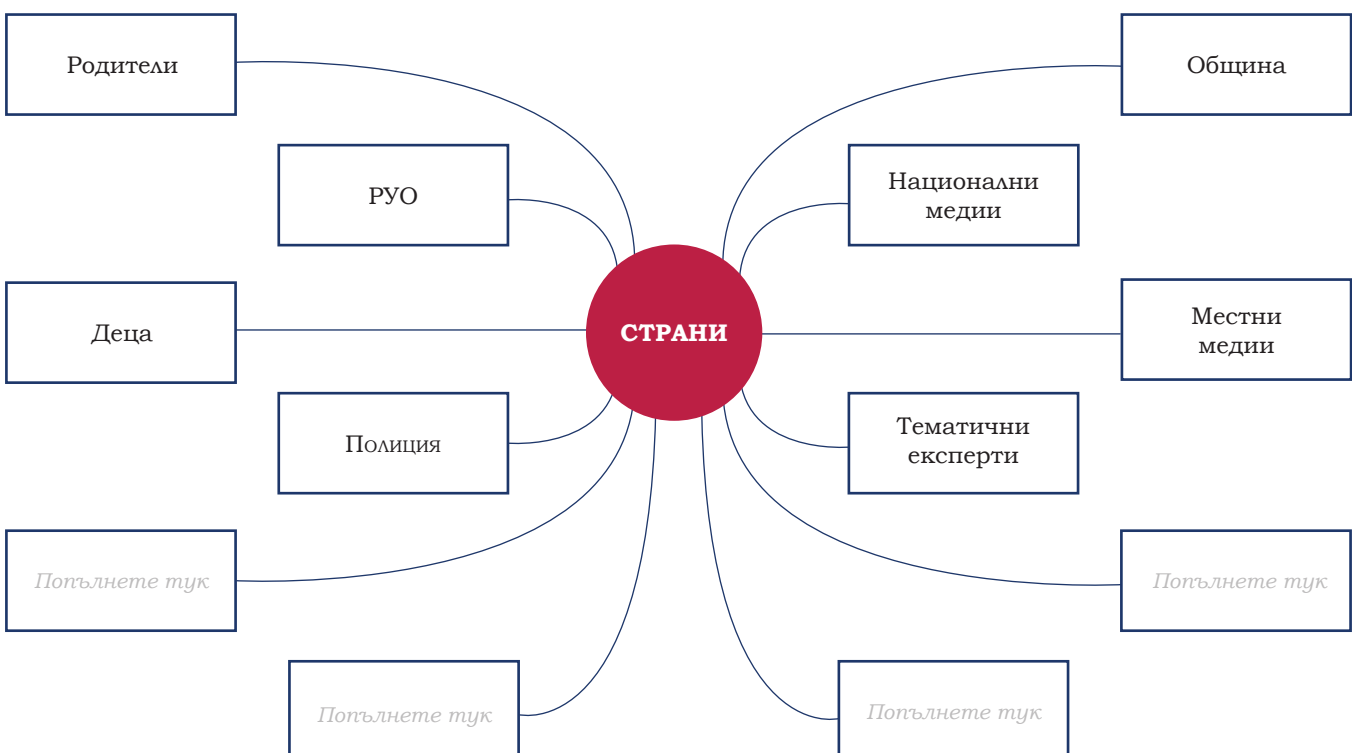 Родители
Община
РУО
Национални
медии
Деца
СТРАНИ
Местни
медии
Полиция
Тематични
експерти
Попълнете тук
Попълнете тук
Попълнете тук
Попълнете тук